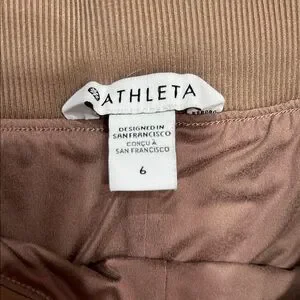 ATHLETA
DESIGNED IN
SAN FRANCISCO
CONÇU À
SAN FRANCISCO
6